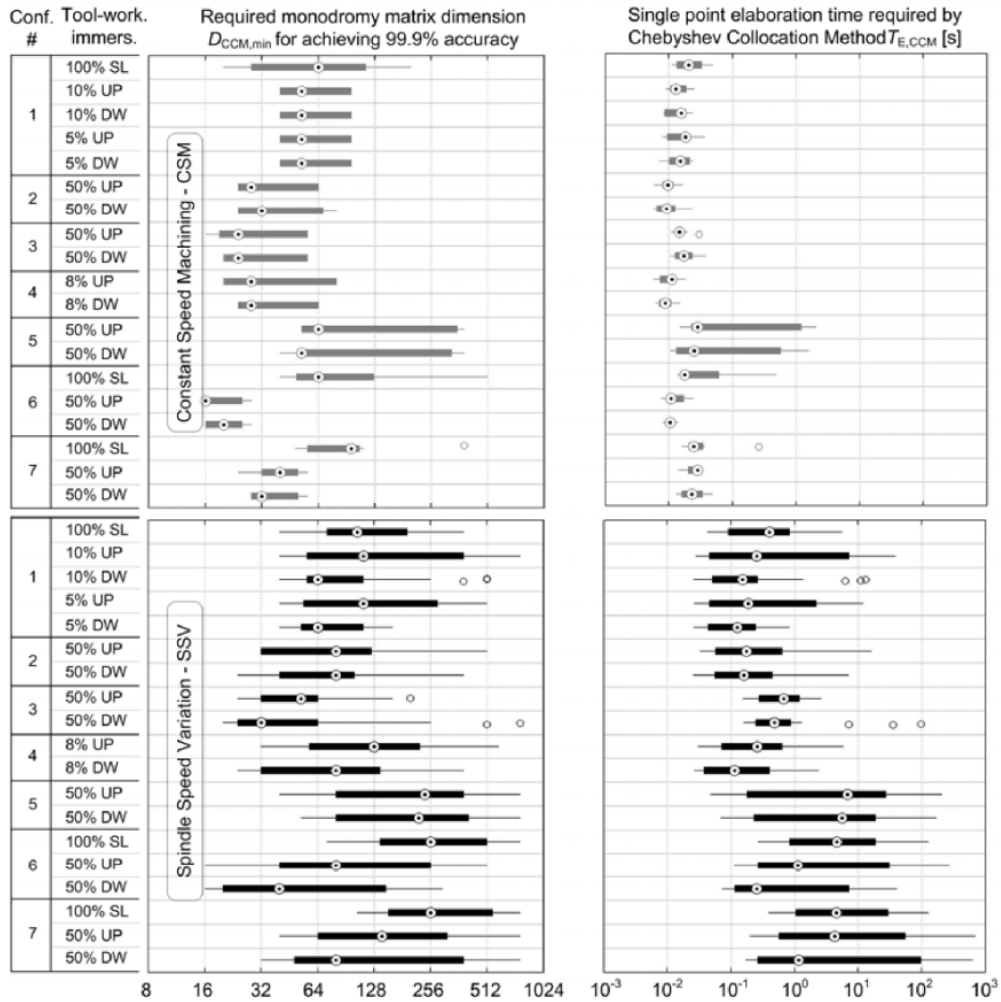 Conf. Tool-work. Required monodromy matrix dimension Single point elaboration time required by
# immers. DCCM,min for achieving 99.9% accuracy Chebyshev Collocation MethodTE,CCM [s]
Constant Speed Machining - CSM
100% SL
10% UP
1 10% DW
5% UP
5% DW
2 50% UP
50% DW
3 50% UP
50% DW
4 8% UP
8% DW
5 50% UP
50% DW
100% SL
6 50% UP
50% DW
100% SL
7 50% UP
50% DW
Spindle Speed Variation - SSV
100% SL
10% UP
1 10% DW
5% UP
5% DW
2 50% UP
50% DW
3 50% UP
50% DW
4 8% UP
8% DW
5 50% UP
50% DW
100% SL
6 50% UP
50% DW
100% SL
7 50% UP
50% DW
8 16 32 64 128 256 512 1024 10-3 10-2 10-1 100 101 102 103